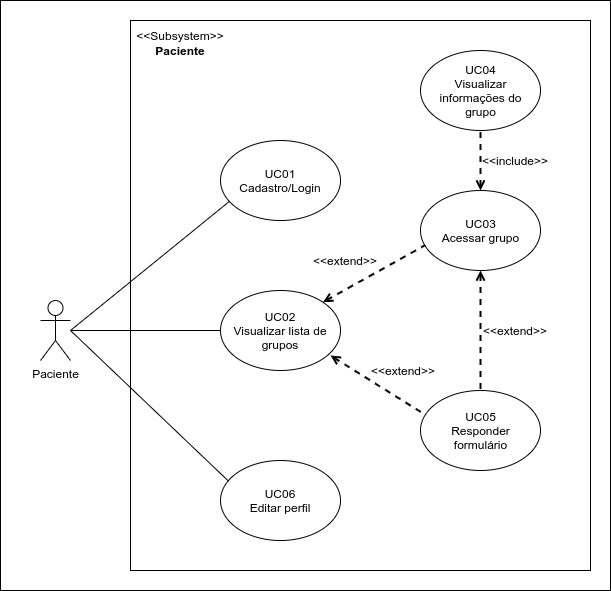 <<Subsystem>>
Paciente
UC04
Visualizar
informações do
grupo
<<include>>
UC01
Cadastro/Login
UC03
Acessar grupo
<<extend>>
UC02
Visualizar lista de
grupos
<<extend>>
<<extend>>
Paciente
UC05
Responder
formulário
UC06
Editar perfil